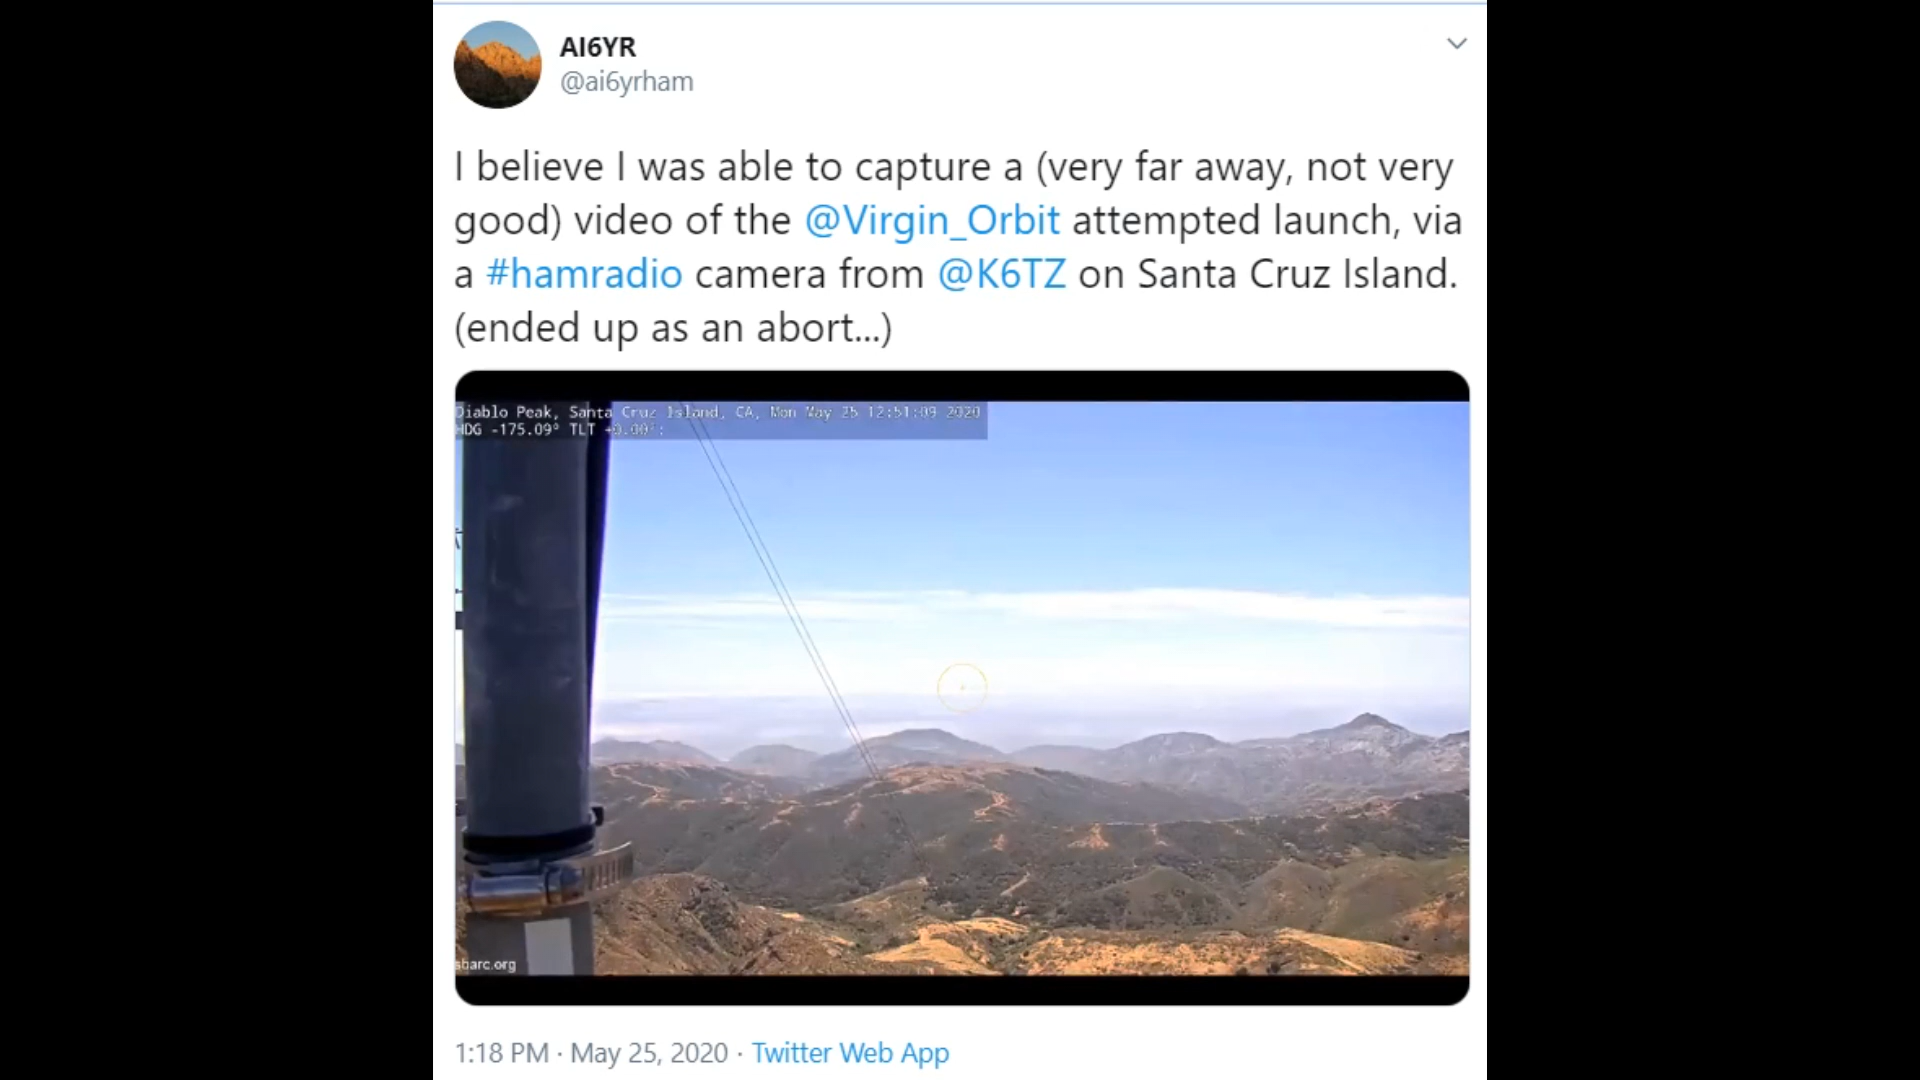 AI6YR
@ai6yrham
I believe I was able to capture a (very far away, not very
good) video of the @Virgin_Orbit attempted launch, via
a #hamradio camera from @K6TZ on Santa Cruz Island.
(ended up as an abort...)
Diablo Peak, Santa Cruz Island, CA, Mon May 25 12:51:09 2020
HDG -175.09° TLT +0.00°:
sbarc.org
1:18 PM · May 25, 2020 · Twitter Web App